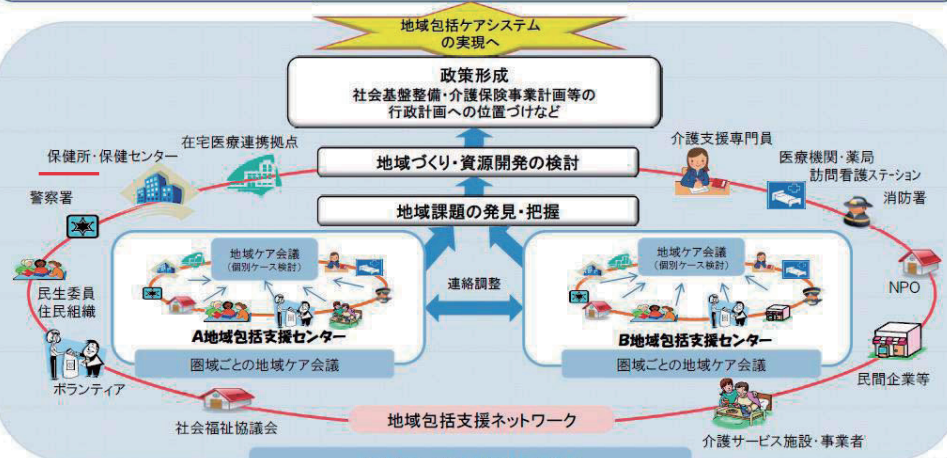 地域包括ケアシステム
の実現へ
政策形成
社会基盤整備・介護保険事業計画等の
行政計画への位置づけなど
在宅医療連携拠点
介護支援専門員
保健所・保健センター
地域づくり・資源開発の検討
医療機関・薬局
訪問看護ステーション
警察署
消防署
地域課題の発見・把握
地域ケア会議
(個別ケース検討)
連絡調整
地域ケア会議
(個別ケース検討)
民生委員
住民組織
NPO
A地域包括支援センター
B地域包括支援センター
圏域ごとの地域ケア会議
圏域ごとの地域ケア会議
ボランティア
民間企業等
社会福祉協議会
地域包括支援ネットワーク
介護サービス施設・事業者